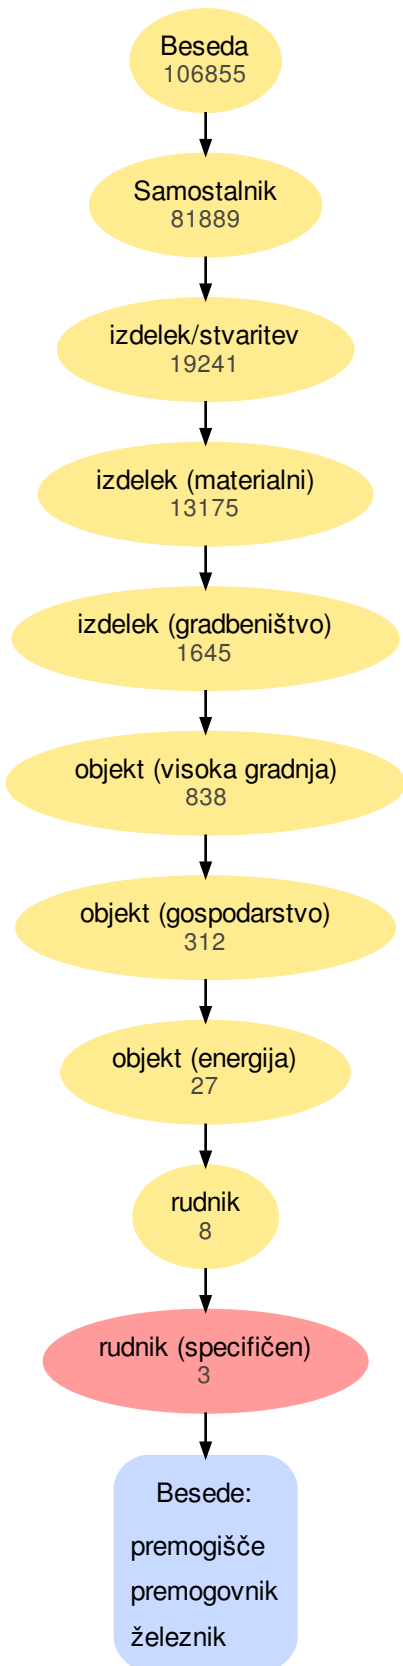 Beseda
106855
Samostalnik
81889
izdelek/stvaritev
19241
izdelek (materialni)
13175
izdelek (gradbeništvo)
1645
objekt (visoka gradnja)
838
objekt (gospodarstvo)
312
objekt (energija)
27
rudnik
8
rudnik (specifičen)
3
Besede:
premogišče
premogovnik
železnik